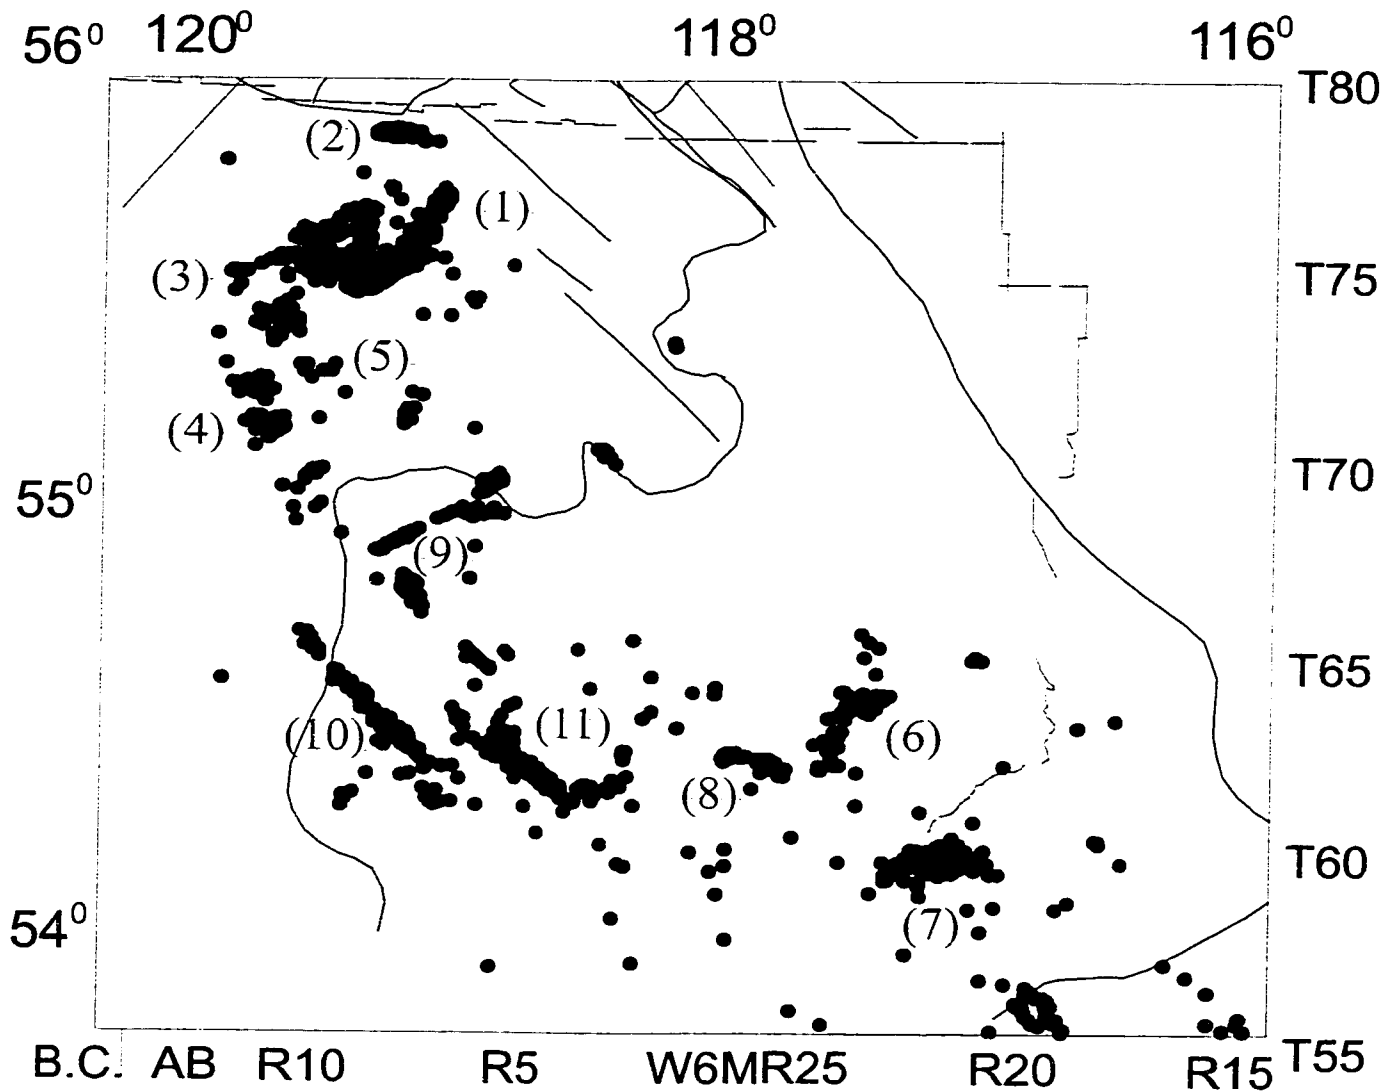 56⁰ 120⁰ 118⁰ 116⁰
T80
(2)
(1)
(3) T75
(5)
(4)
55⁰ T70
(9)
T65
(10) (11) (6)
(8)
T60
54⁰ (7)
B.C. AB R10 R5 W6MR25 R20 R15 T55